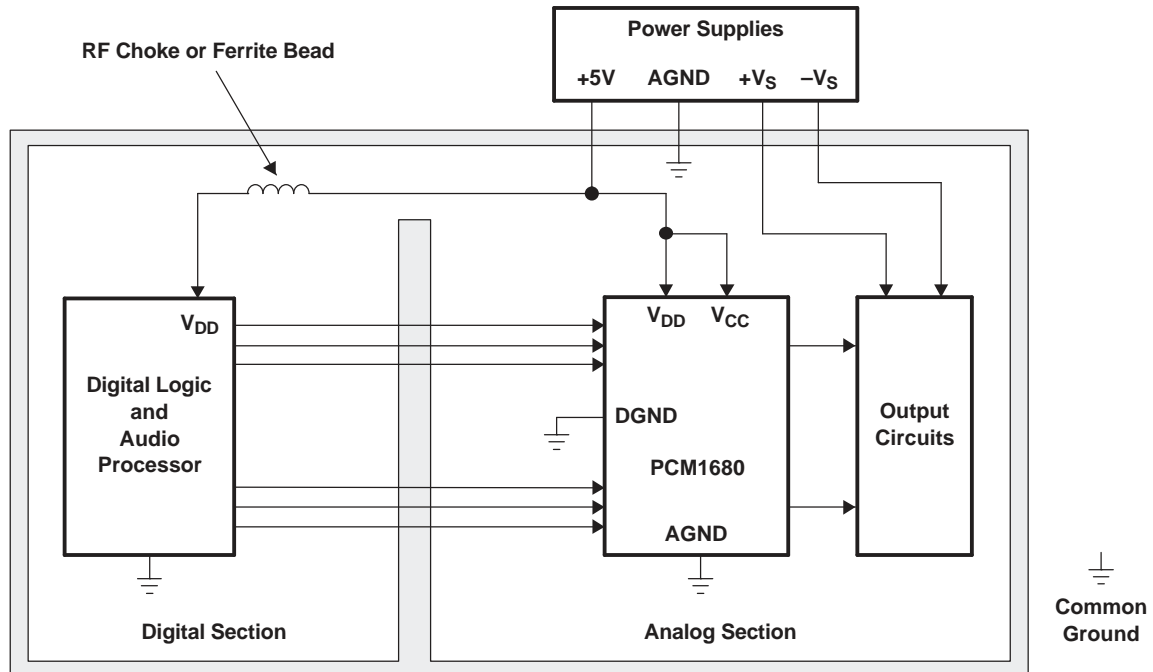 Power Supplies
RF Choke or Ferrite Bead
+5V AGND +VS –VS
VDD
VDD VCC
Digital Logic
and
Audio
Processor
DGND
Output
Circuits
PCM1680
AGND
Digital Section
Analog Section
Common
Ground